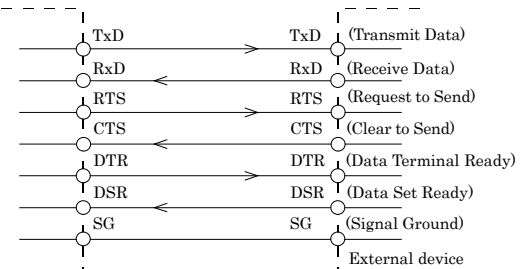 TxD TxD (Transmit Data)
RxD RxD (Receive Data)
RTS RTS (Request to Send)
CTS CTS (Clear to Send)
DTR DTR (Data Terminal Ready)
DSR DSR (Data Set Ready)
SG SG (Signal Ground)
External device